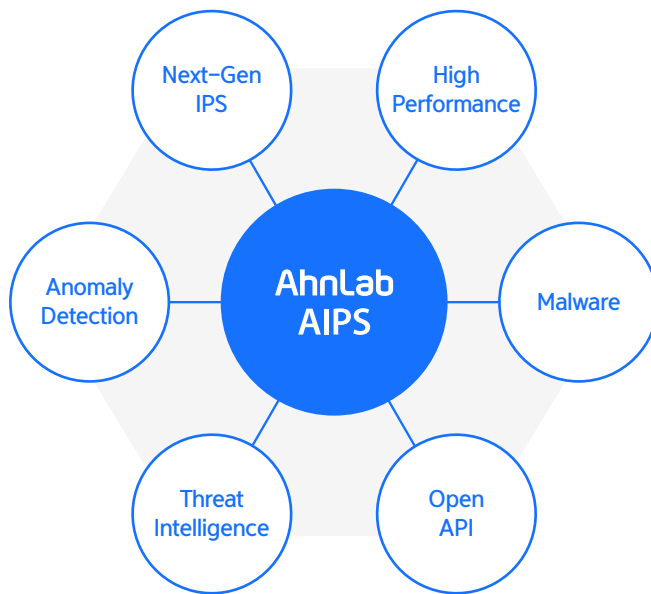 Next-Gen
IPS
High
Performance
Anomaly
Detection
AhnLab
AIPS
Malware
Threat
Intelligence
Open
API